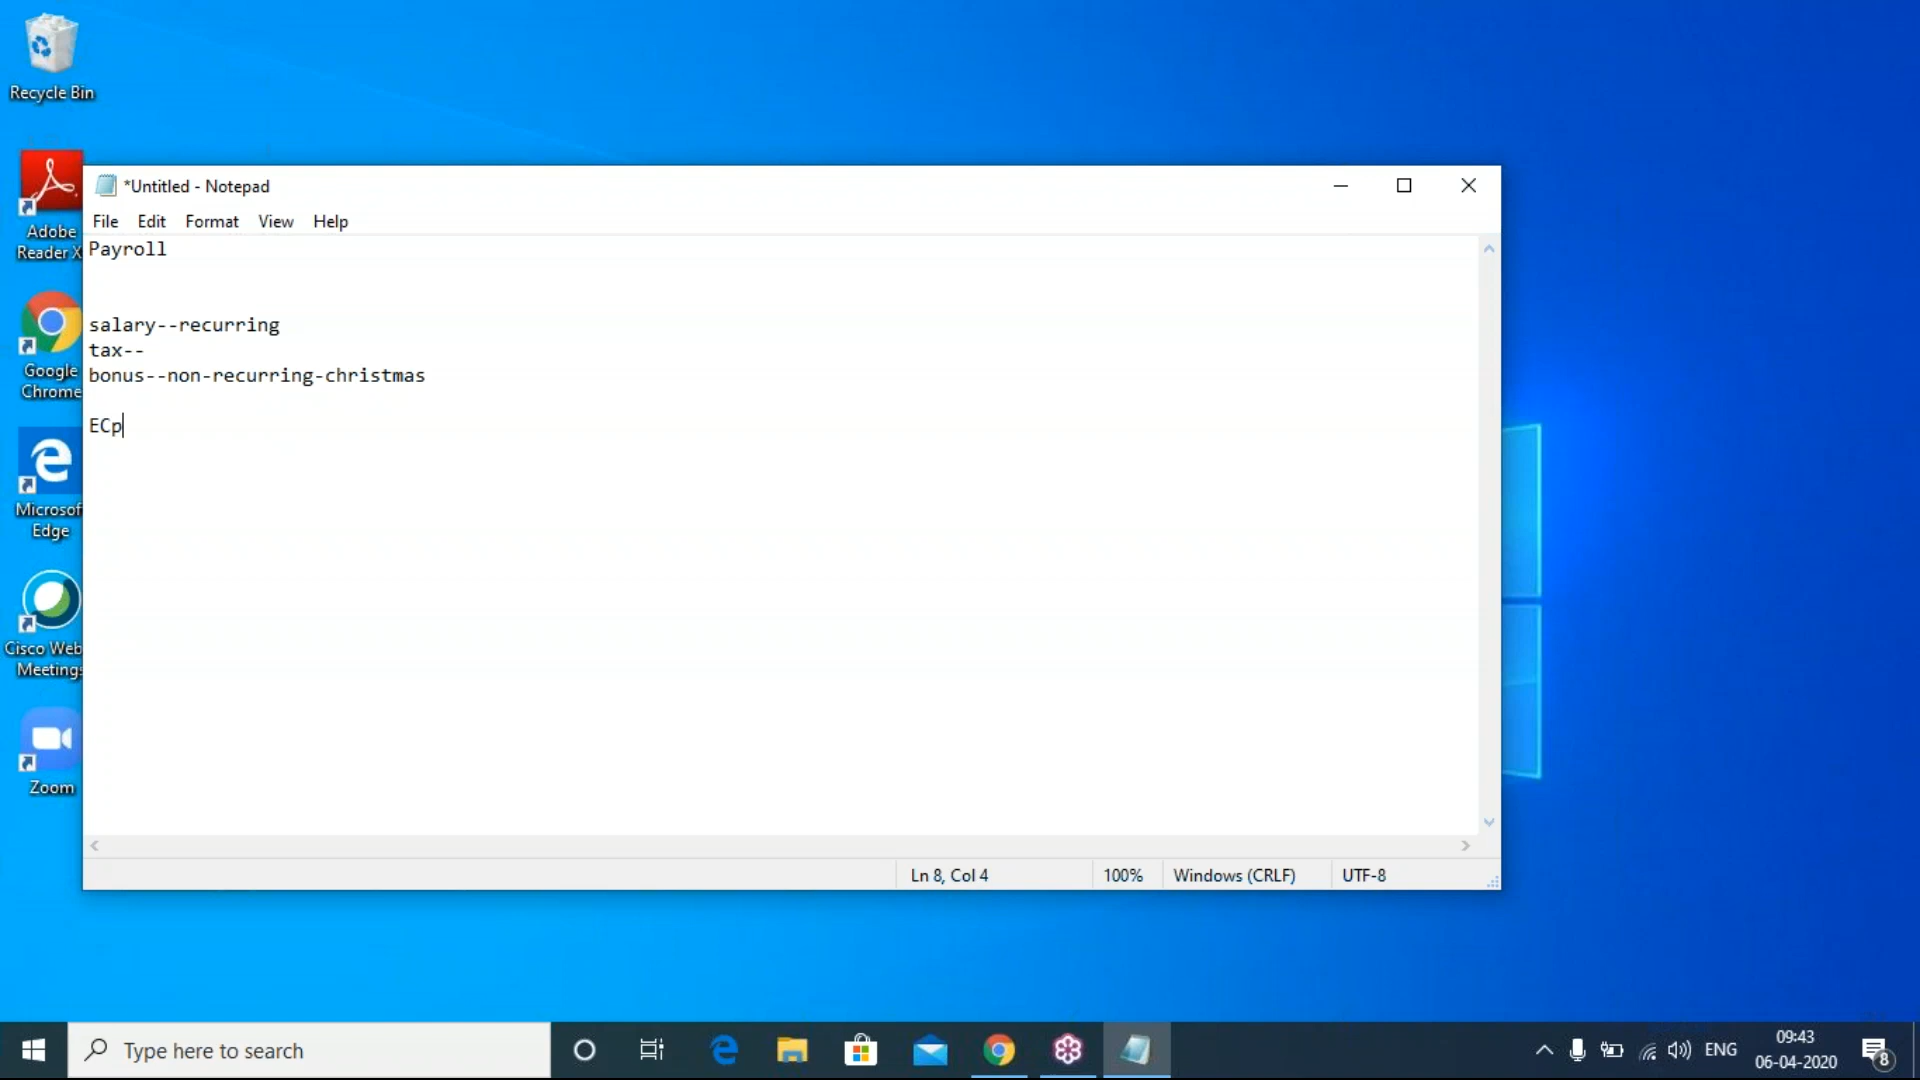 Recycle Bin
Adobe
Reader X
Google
Chrome
Microsof
Edge
Cisco Web
Meetings
Zoom
*Untitled - Notepad
File Edit Format View Help
Payroll
salary--recurring
tax--
bonus--non-recurring-christmas
ECp
Ln 8, Col 4
100%
Windows (CRLF)
UTF-8
Type here to search
ENG
09:43
06-04-2020
8